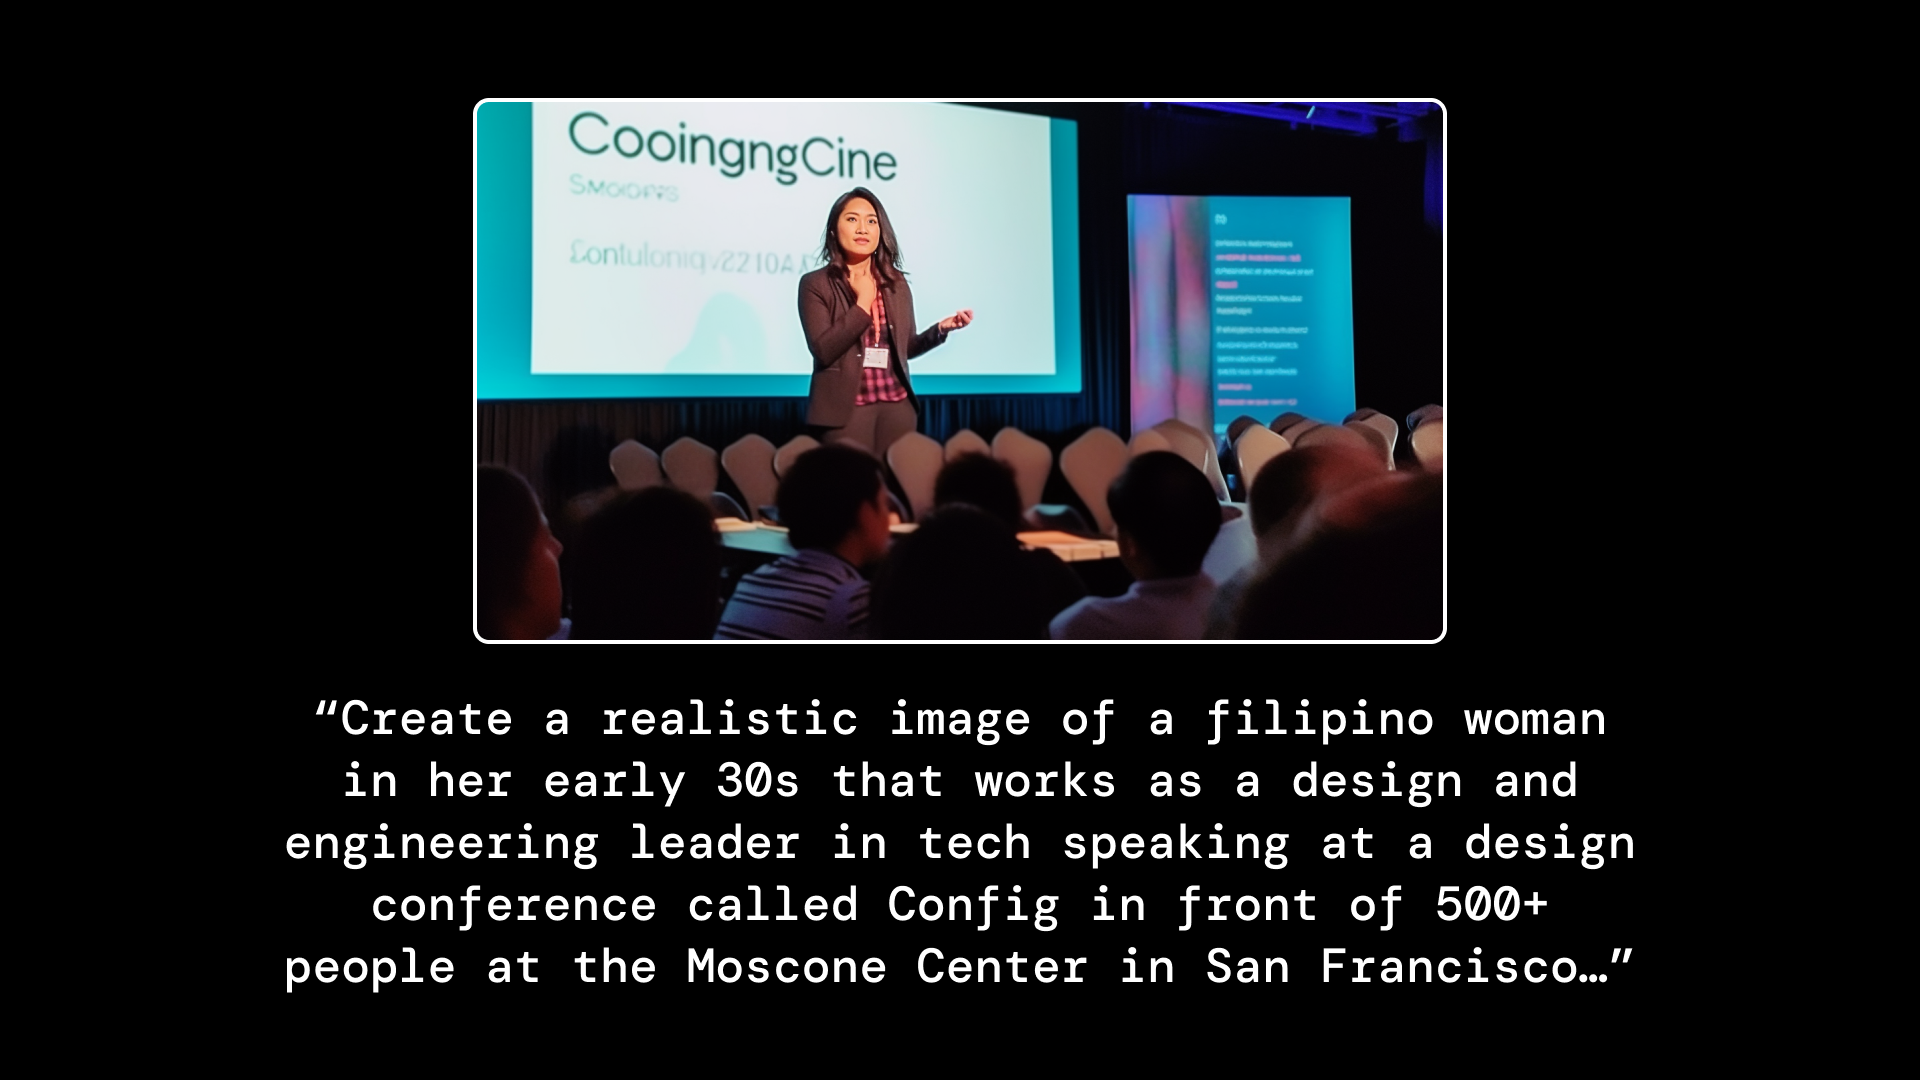 CooingngCine
“Create a realistic image of a filipino woman
in her early 30s that works as a design and
engineering leader in tech speaking at a design
conference called Config in front of 500+
people at the Moscone Center in San Francisco…”